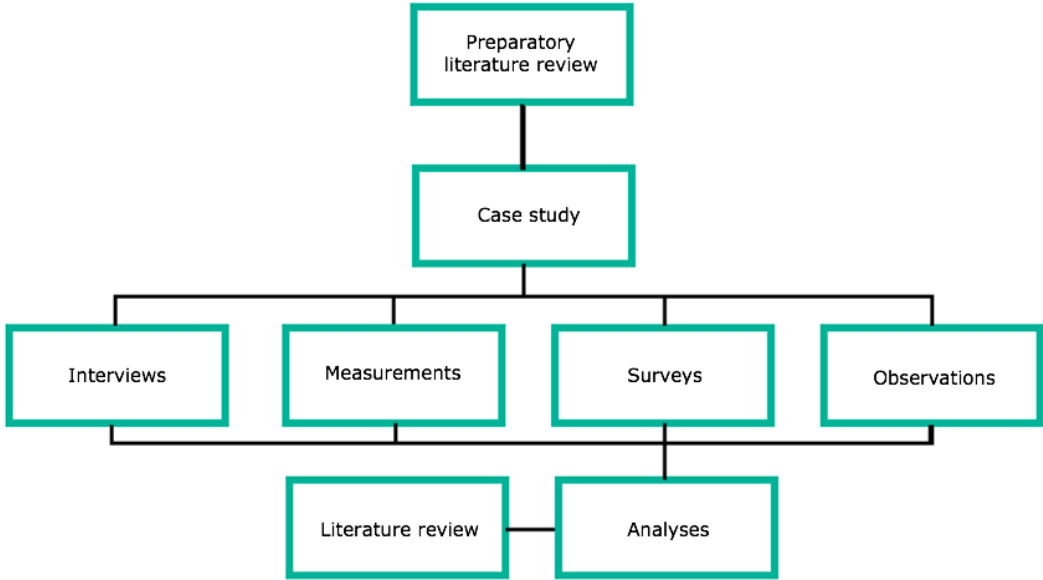 Preparatory
literature review
Case study
Interviews
Measurements
Surveys
Observations
Literature review
Analyses